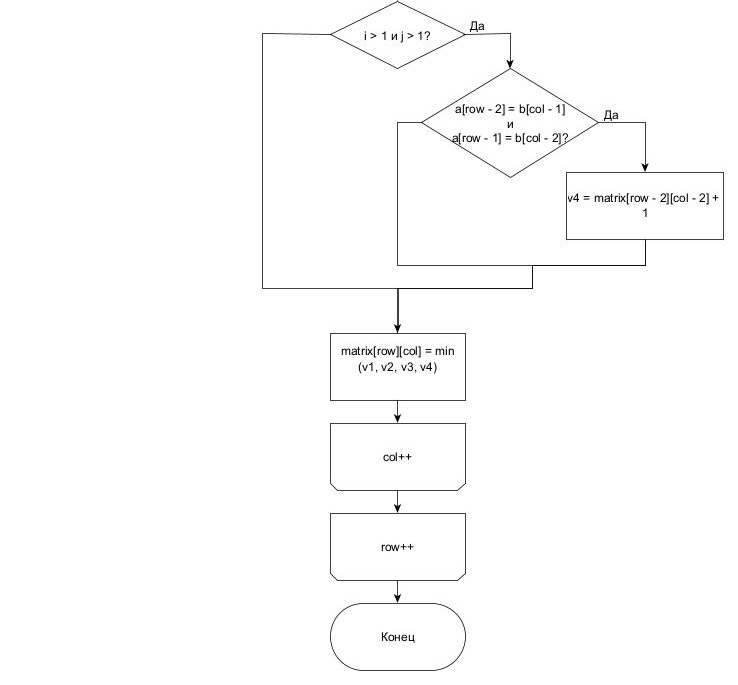 Да
i > 1 и j > 1?
a[row - 2] = b[col - 1]
и
a[row - 1] = b[col - 2]?
Да
v4 = matrix[row - 2][col - 2] +
1
matrix[row][col] = min
(v1, v2, v3, v4)
col++
row++
Конец